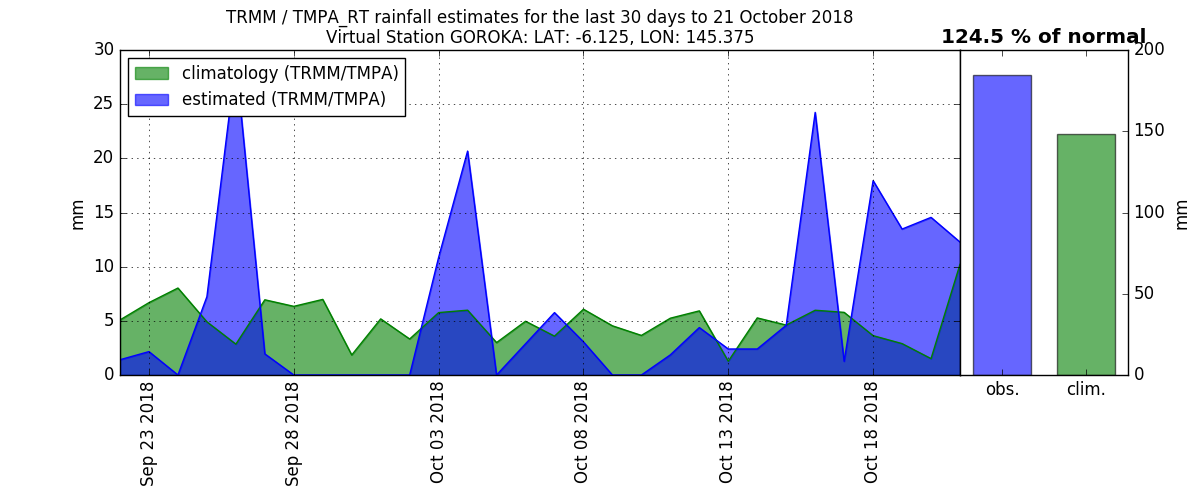 TRMM / TMPA_RT rainfall estimates for the last 30 days to 21 October 2018
Virtual Station GOROKA: LAT: -6.125, LON: 145.375
124.5 % of normal
climatology (TRMM/TMPA)
estimated (TRMM/TMPA)
30
25
20
15
10
5
0
mm
200
150
100
50
0
mm
Sep 23 2018
Sep 28 2018
Oct 03 2018
Oct 08 2018
Oct 13 2018
Oct 18 2018
obs.
clim.